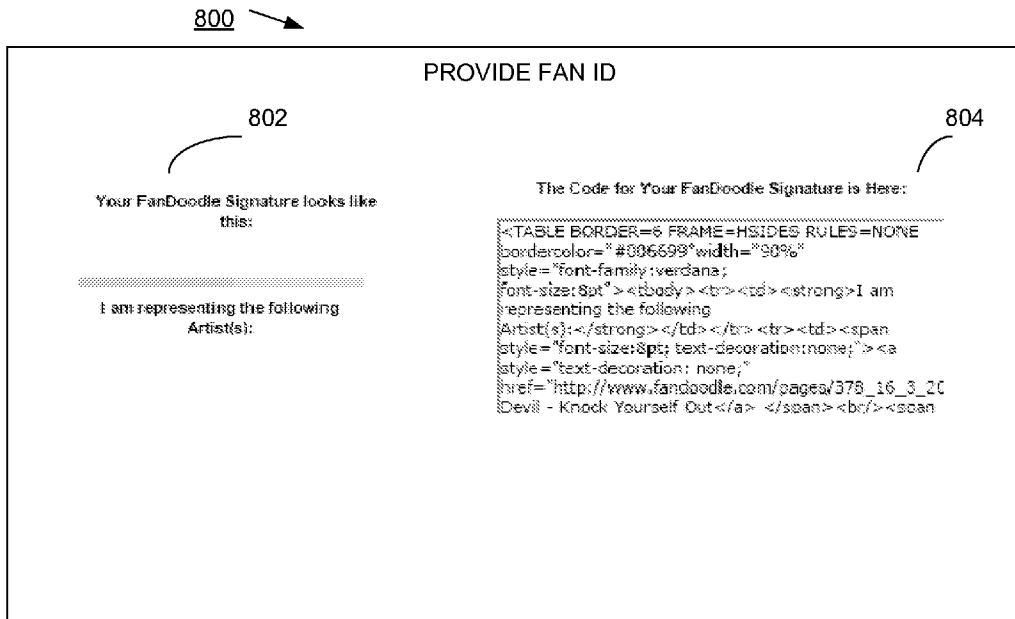 800
PROVIDE FAN ID
802
804
Your FanDoodle Signature looks like
this:
I am representing the following
Artist(s):
The Code for Your FanDoodle Signature is Here:
<TABLE BORDER=6 FRAME=HSIDES RULES=NONE
bordercolor="#006699"width="90%"
style="font-family:verdana;
font-size:8pt"><tbody><tr><td><strong>I am
representing the following
Artist(s):</strong></td></tr><tr><td><span
style="font-size:8pt; text-decoration:none;"><a
style="text-decoration: none;"
href="http://www.fandoodle.com/pages/378_16_3_20
Devil - Knock Yourself Out</a> </span><br/><span